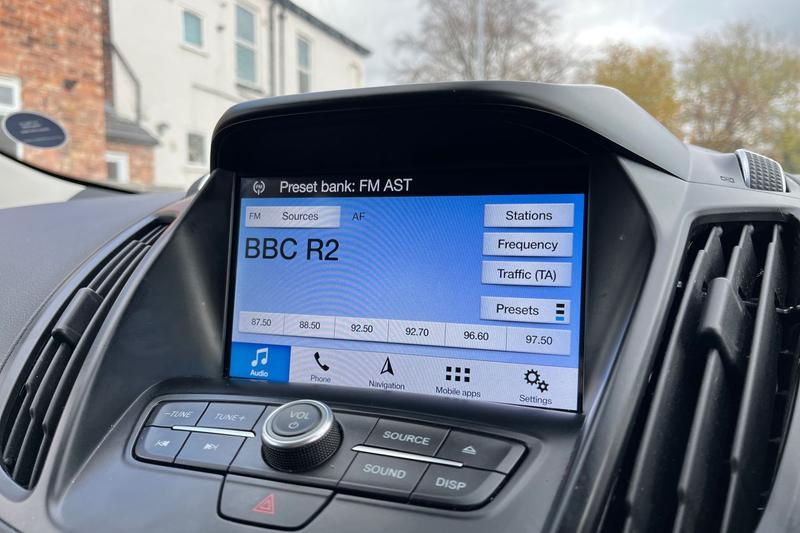 FM Preset bank: FM AST
FM Sources AF Stations
BBC R2 Frequency
Traffic (TA)
Presets
87.50 88.50 92.50 92.70 96.60 97.50
Audio Phone Navigation Mobile apps Settings
-TUNE TUNE+ VOL SOURCE
SOUND DISP